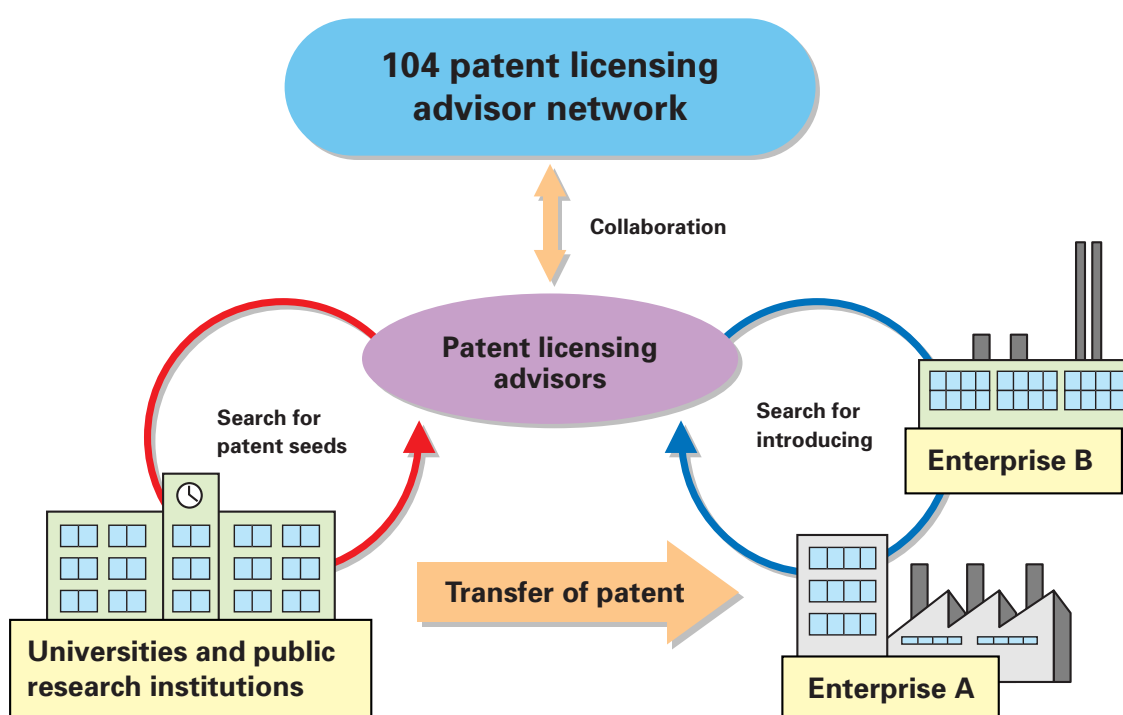 104 patent licensing
advisor network
Collaboration
Patent licensing
advisors
Search for
patent seeds
Search for
introducing
Enterprise B
Transfer of patent
Universities and public
research institutions
Enterprise A